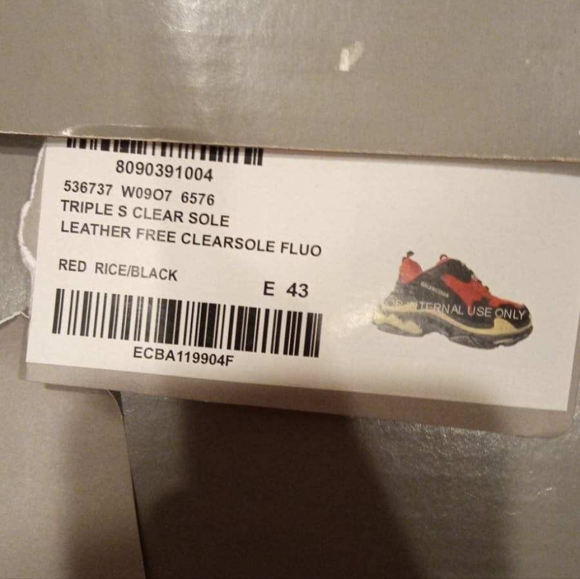 8090391004
536737 W09O7 6576
TRIPLE S CLEAR SOLE
LEATHER FREE CLEARSOLE FLUO
RED RICE/BLACK
E 43
INTERNAL USE ONLY
ECBA119904F